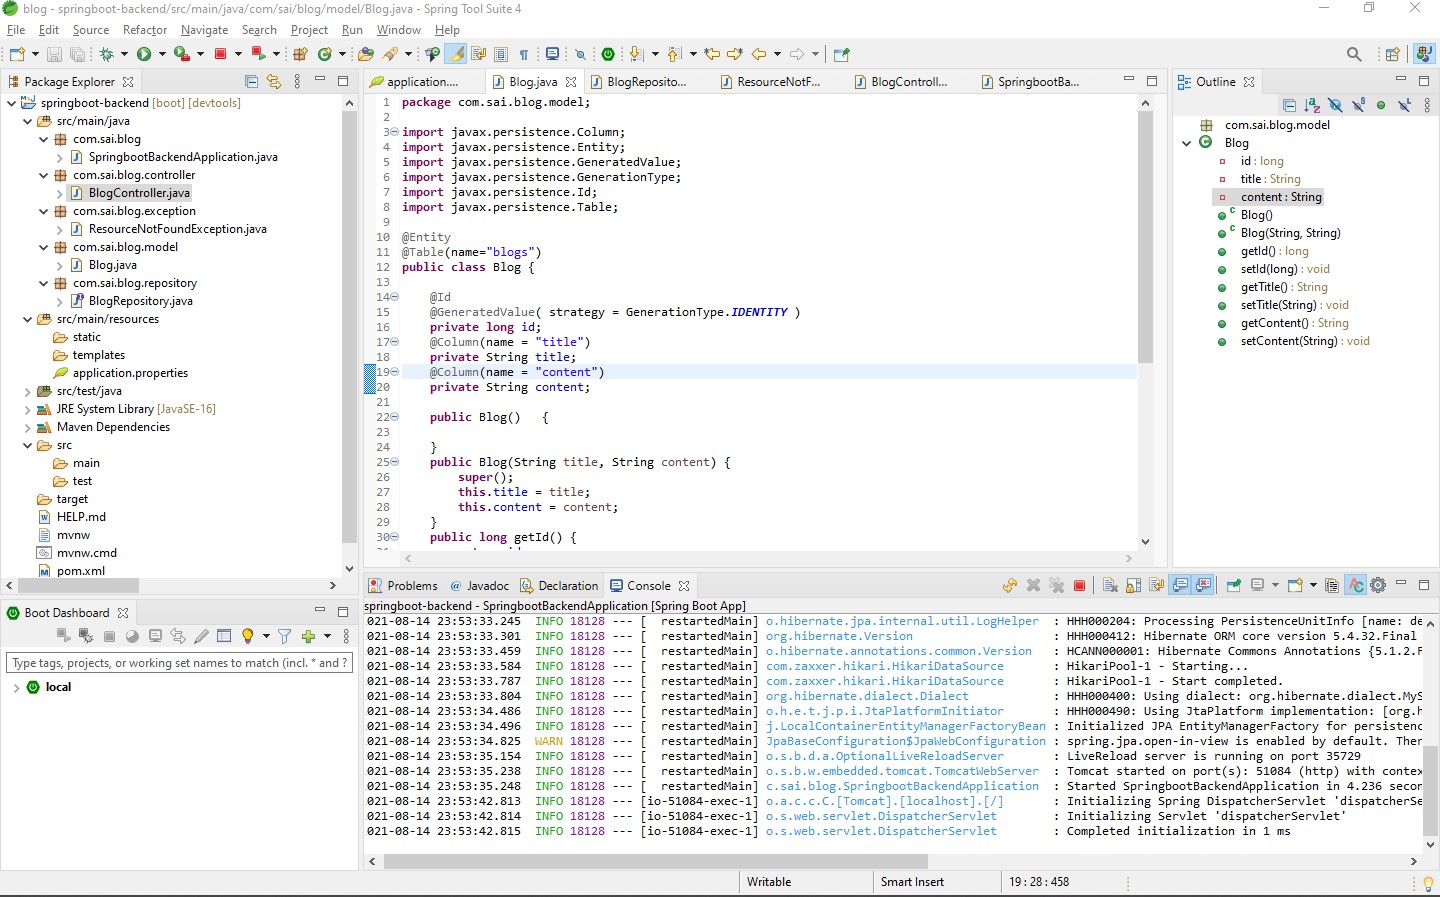 blog - springboot-backend/src/main/java/com/sai/blog/model/Blog.java - Spring Tool Suite 4
File Edit Source Refactor Navigate Search Project Run Window Help
Package Explorer
springboot-backend [boot] [devtools]
src/main/java
com.sai.blog
SpringbootBackendApplication.java
com.sai.blog.controller
BlogController.java
com.sai.blog.exception
ResourceNotFoundException.java
com.sai.blog.model
Blog.java
com.sai.blog.repository
BlogRepository.java
src/main/resources
static
templates
application.properties
src/test/java
JRE System Library [JavaSE-16]
Maven Dependencies
src
main
test
target
HELP.md
mvnw
mvnw.cmd
pom.xml
application.... Blog.java BlogReposito... ResourceNotF... BlogControll... SpringbootBa...
1 package com.sai.blog.model;
2
3 import javax.persistence.Column;
4 import javax.persistence.Entity;
5 import javax.persistence.GeneratedValue;
6 import javax.persistence.GenerationType;
7 import javax.persistence.Id;
8 import javax.persistence.Table;
9
10 @Entity
11 @Table(name="blogs")
12 public class Blog {
13
14 @Id
15 @GeneratedValue( strategy = GenerationType.IDENTITY )
16 private long id;
17 @Column(name = "title")
18 private String title;
19 @Column(name = "content")
20 private String content;
21
22 public Blog() {
23
24 }
25 public Blog(String title, String content) {
26 super();
27 this.title = title;
28 this.content = content;
29 }
30 public long getId() {
Outline
com.sai.blog.model
Blog
id : long
title : String
content : String
Blog()
Blog(String, String)
getId() : long
setId(long) : void
getTitle() : String
setTitle(String) : void
getContent() : String
setContent(String) : void
Boot Dashboard
Type tags, projects, or working set names to match (incl. * and ?
local
Problems @ Javadoc Declaration Console
springboot-backend - SpringbootBackendApplication [Spring Boot App]
021-08-14 23:53:33.245 INFO 18128 --- [ restartedMain] o.hibernate.jpa.internal.util.LogHelper : HHH000204: Processing PersistenceUnitInfo [name: de
021-08-14 23:53:33.301 INFO 18128 --- [ restartedMain] org.hibernate.Version : HHH000412: Hibernate ORM core version 5.4.32.Final
021-08-14 23:53:33.459 INFO 18128 --- [ restartedMain] o.hibernate.annotations.common.Version : HCANN000001: Hibernate Commons Annotations {5.1.2.F
021-08-14 23:53:33.584 INFO 18128 --- [ restartedMain] com.zaxxer.hikari.HikariDataSource : HikariPool-1 - Starting...
021-08-14 23:53:33.787 INFO 18128 --- [ restartedMain] com.zaxxer.hikari.HikariDataSource : HikariPool-1 - Start completed.
021-08-14 23:53:33.804 INFO 18128 --- [ restartedMain] org.hibernate.dialect.Dialect : HHH000400: Using dialect: org.hibernate.dialect.MyS
021-08-14 23:53:34.486 INFO 18128 --- [ restartedMain] o.h.e.t.j.p.i.JtaPlatformInitiator : HHH000490: Using JtaPlatform implementation: [org.h
021-08-14 23:53:34.496 INFO 18128 --- [ restartedMain] j.LocalContainerEntityManagerFactoryBean : Initialized JPA EntityManagerFactory for persistenc
021-08-14 23:53:34.825 WARN 18128 --- [ restartedMain] JpaBaseConfiguration$JpaWebConfiguration : spring.jpa.open-in-view is enabled by default. Ther
021-08-14 23:53:35.154 INFO 18128 --- [ restartedMain] o.s.b.d.a.OptionalLiveReloadServer : LiveReload server is running on port 35729
021-08-14 23:53:35.238 INFO 18128 --- [ restartedMain] o.s.b.w.embedded.tomcat.TomcatWebServer : Tomcat started on port(s): 51084 (http) with contex
021-08-14 23:53:35.248 INFO 18128 --- [ restartedMain] c.sai.blog.SpringbootBackendApplication : Started SpringbootBackendApplication in 4.236 secon
021-08-14 23:53:42.813 INFO 18128 --- [io-51084-exec-1] o.a.c.c.C.[Tomcat].[localhost].[/] : Initializing Spring DispatcherServlet 'dispatcherSe
021-08-14 23:53:42.814 INFO 18128 --- [io-51084-exec-1] o.s.web.servlet.DispatcherServlet : Initializing Servlet 'dispatcherServlet'
021-08-14 23:53:42.815 INFO 18128 --- [io-51084-exec-1] o.s.web.servlet.DispatcherServlet : Completed initialization in 1 ms
Writable Smart Insert 19 : 28 : 458